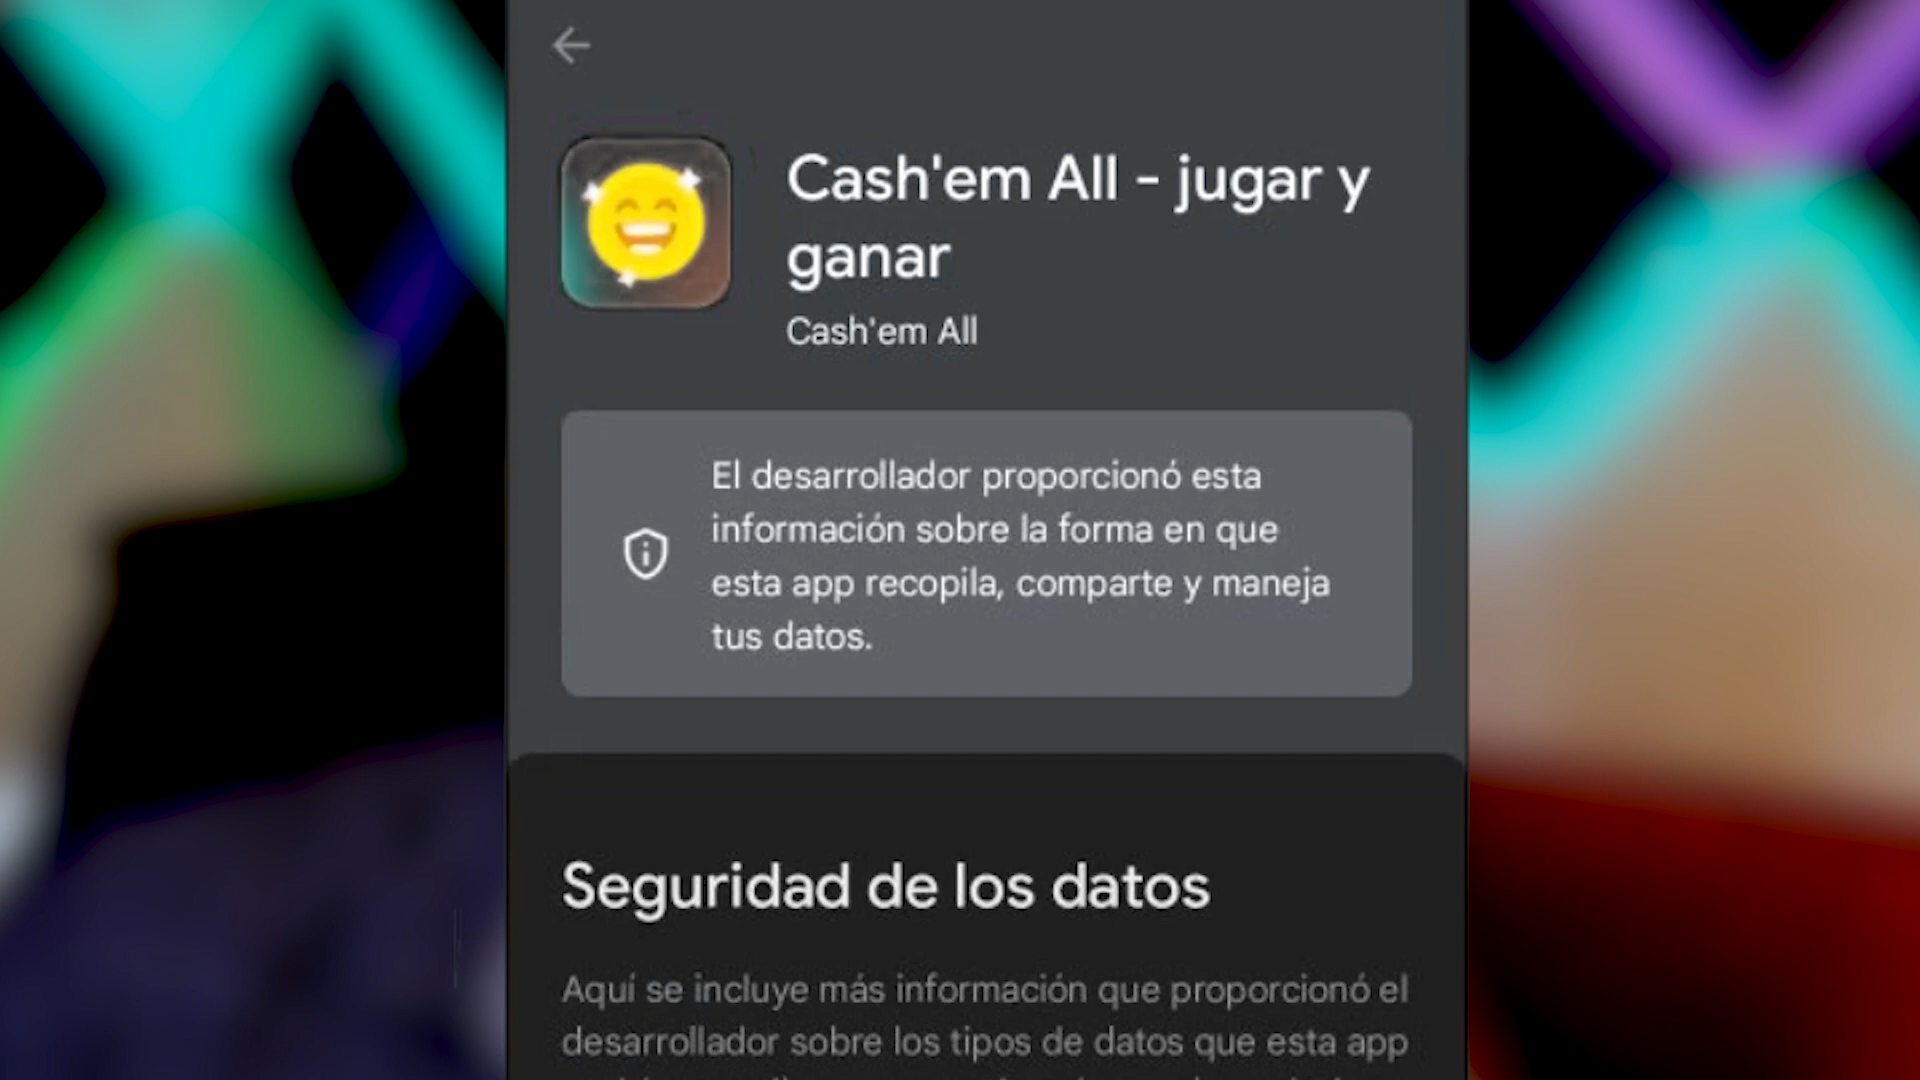 Cash'em All - jugar y
ganar
Cash'em All
El desarrollador proporcionó esta
información sobre la forma en que
esta app recopila, comparte y maneja
tus datos.
Seguridad de los datos
Aquí se incluye más información que proporcionó el
desarrollador sobre los tipos de datos que esta app